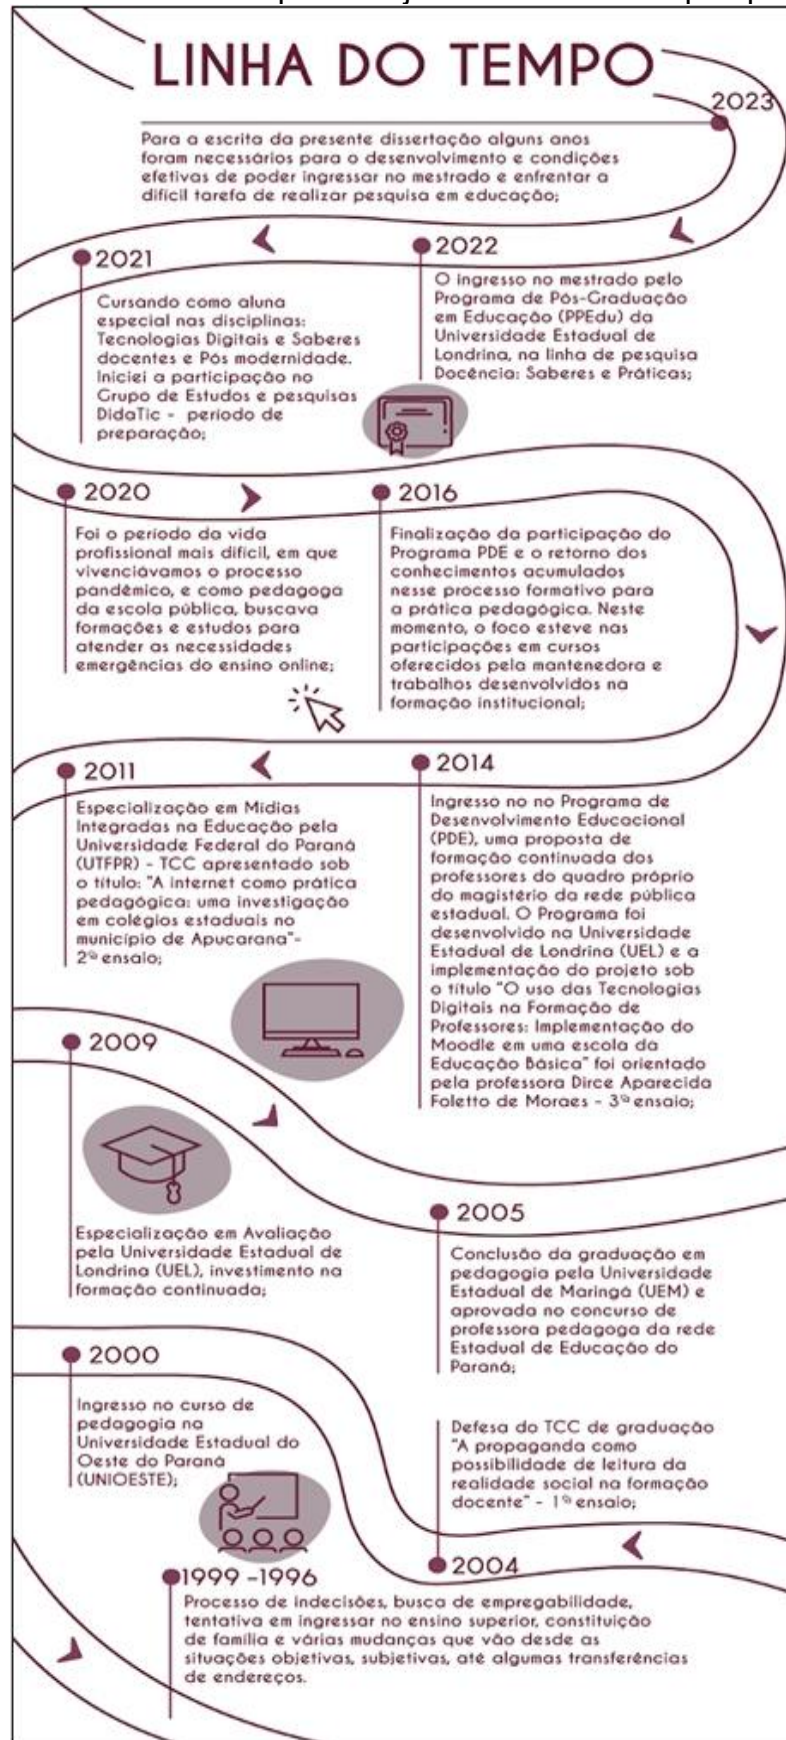 LINHA DO TEMPO
2023
Para a escrita da presente dissertação alguns anos
foram necessários para o desenvolvimento e condições
efetivas de poder ingressar no mestrado e enfrentar a
difícil tarefa de realizar pesquisa em educação;
2021
Cursando como aluna
especial nas disciplinas:
Tecnologias Digitais e Saberes
docentes e Pós modernidade.
Iniciei a participação no
Grupo de Estudos e pesquisas
DidaTic - período de
preparação;
2022
O ingresso no mestrado pelo
Programa de Pós-Graduação
em Educação (PPEdu) da
Universidade Estadual de
Londrina, na linha de pesquisa
Docência: Saberes e Práticas;
2020
Foi o período da vida
profissional mais difícil, em que
vivenciávamos o processo
pandêmico, e como pedagoga
da escola pública, buscava
formações e estudos para
atender as necessidades
emergências do ensino online;
2016
Finalização da participação do
Programa PDE e o retorno dos
conhecimentos acumulados
nesse processo formativo para
a prática pedagógica. Neste
momento, o foco esteve nas
participações em cursos
oferecidos pela mantenedora e
trabalhos desenvolvidos na
formação institucional;
2011
Especialização em Mídias
Integradas na Educação pela
Universidade Federal do Paraná
(UTFPR) - TCC apresentado sob
o título: "A internet como prática
pedagógica: uma investigação
em colégios estaduais no
município de Apucarana"-
2º ensaio;
2014
Ingresso no no Programa de
Desenvolvimento Educacional
(PDE), uma proposta de
formação continuada dos
professores do quadro próprio
do magistério da rede pública
estadual. O Programa foi
desenvolvido na Universidade
Estadual de Londrina (UEL) e a
implementação do projeto sob
o título "O uso das Tecnologias
Digitais na Formação de
Professores: Implementação do
Moodle em uma escola da
Educação Básica" foi orientado
pela professora Dirce Aparecida
Foletto de Moraes - 3º ensaio;
2009
Especialização em Avaliação
pela Universidade Estadual de
Londrina (UEL), investimento na
formação continuada;
2005
Conclusão da graduação em
pedagogia pela Universidade
Estadual de Maringá (UEM) e
aprovada no concurso de
professora pedagoga da rede
Estadual de Educação do
Paraná;
2000
Ingresso no curso de
pedagogia na
Universidade Estadual do
Oeste do Paraná
(UNIOESTE);
Defesa do TCC de graduação
"A propaganda como
possibilidade de leitura da
realidade social na formação
docente" - 1º ensaio;
2004
1999 -1996
Processo de indecisões, busca de empregabilidade,
tentativa em ingressar no ensino superior, constituição
de família e várias mudanças que vão desde as
situações objetivas, subjetivas, até algumas transferências
de endereços.